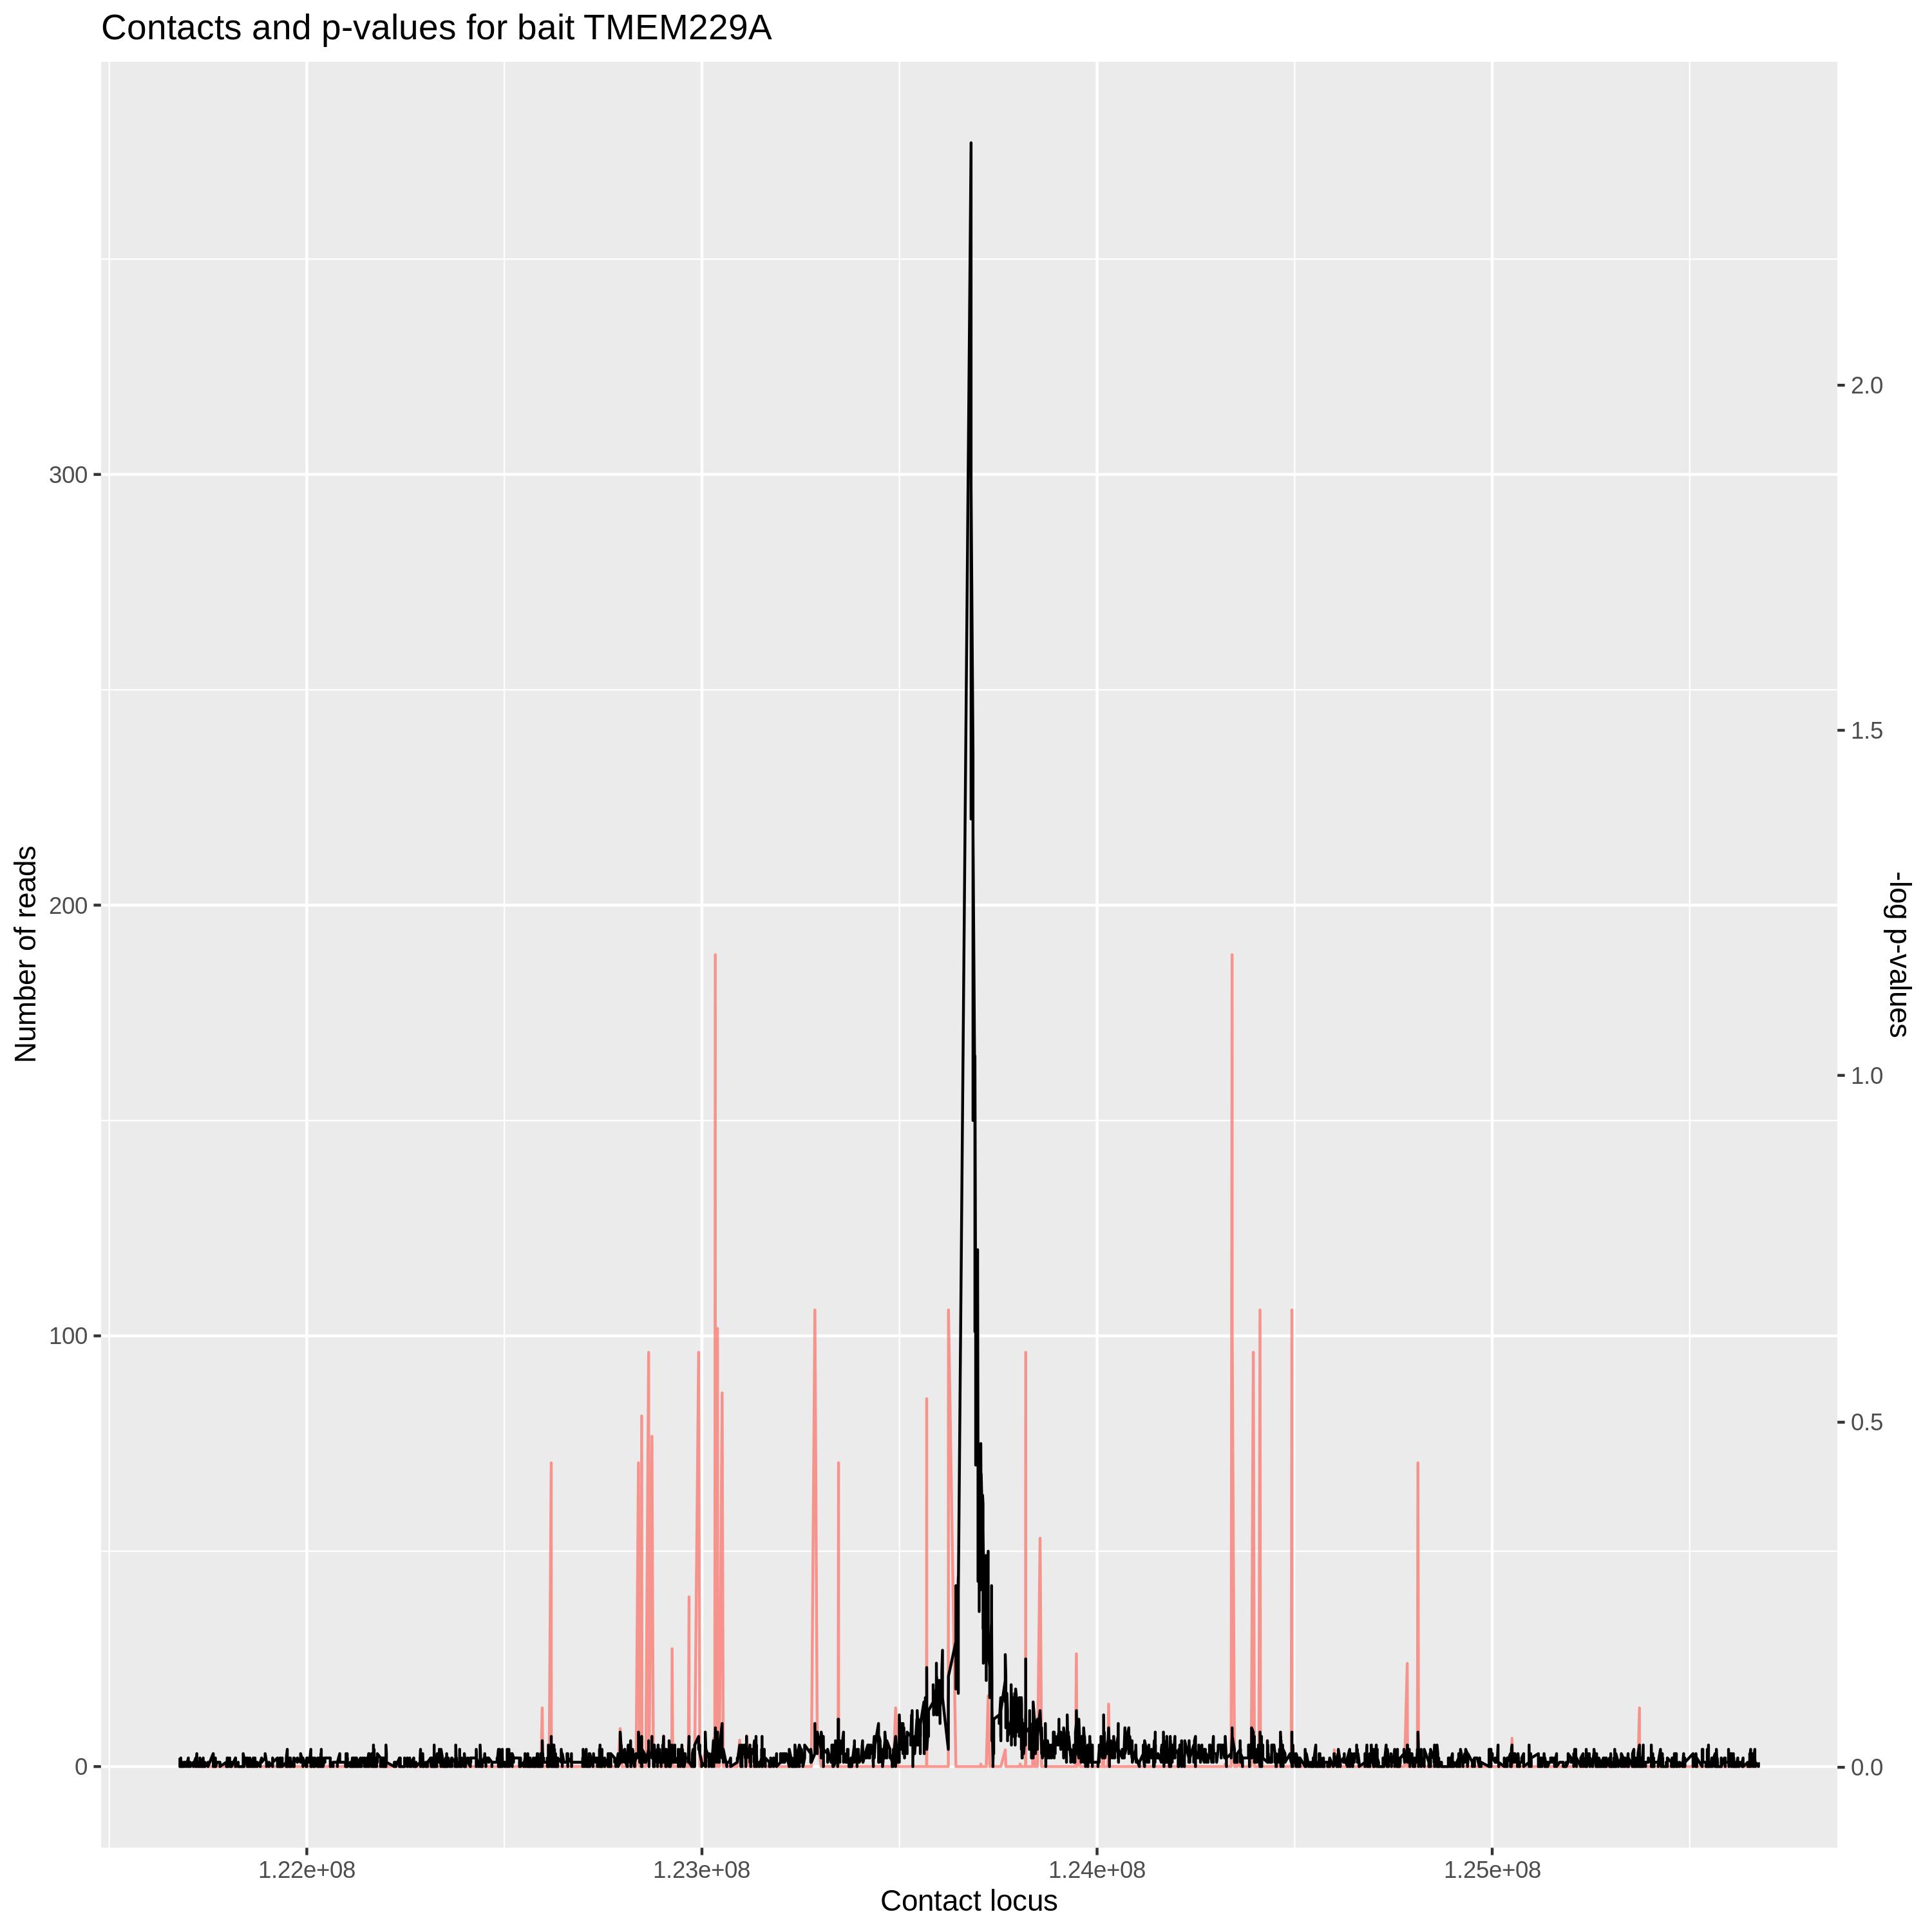 Contacts and p-values for bait TMEM229A
Number of reads
300
200
100
0
-log p-values
2.0
1.5
1.0
0.5
0.0
1.22e+08
1.23e+08
1.24e+08
1.25e+08
Contact locus